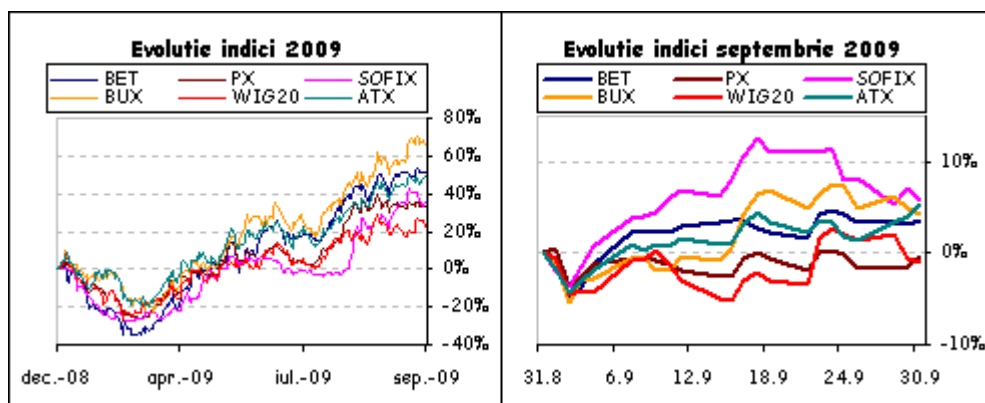 Evolutie indici 2009
BET PX SOFIX
BUX WIG20 ATX
80%
60%
40%
20%
0%
-20%
-40%
dec.-08 apr.-09 iul.-09 sep.-09
Evolutie indici septembrie 2009
BET PX SOFIX
BUX WIG20 ATX
10%
0%
-10%
31.8 6.9 12.9 18.9 24.9 30.9